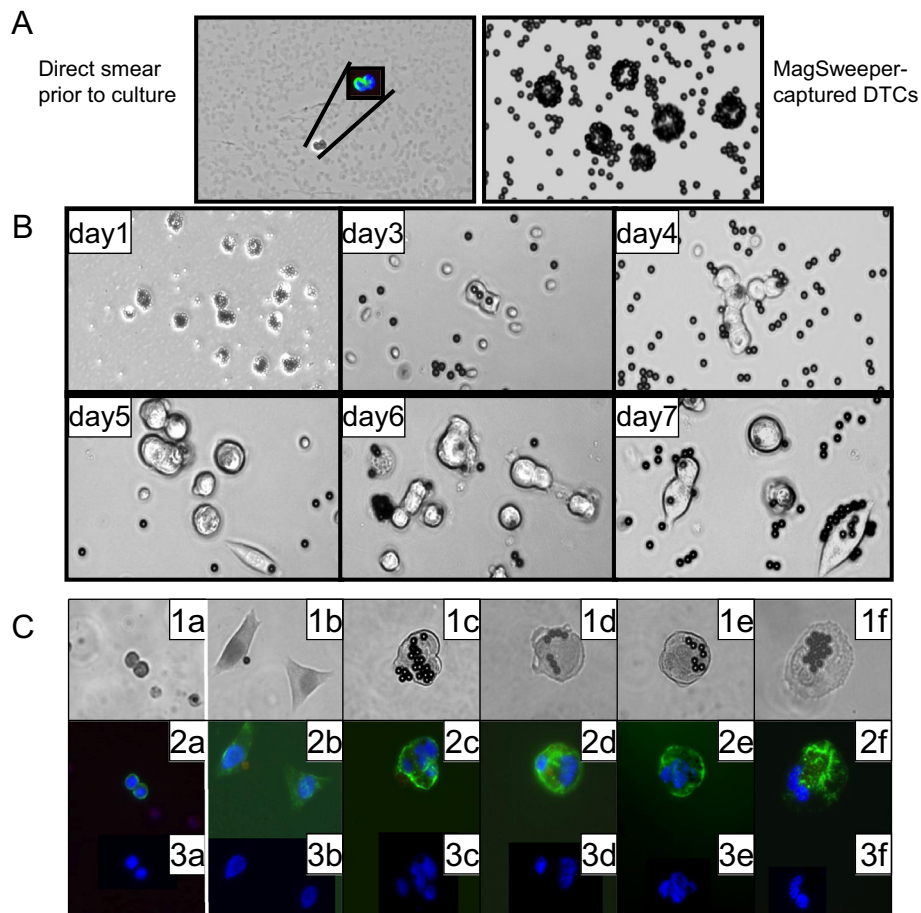 A
Direct smear
prior to culture
MagSweeper-
captured DTCs
B
day1
day3
day4
day5
day6
day7
C
1a
1b
1c
1d
1e
1f
2a
2b
2c
2d
2e
2f
3a
3b
3c
3d
3e
3f